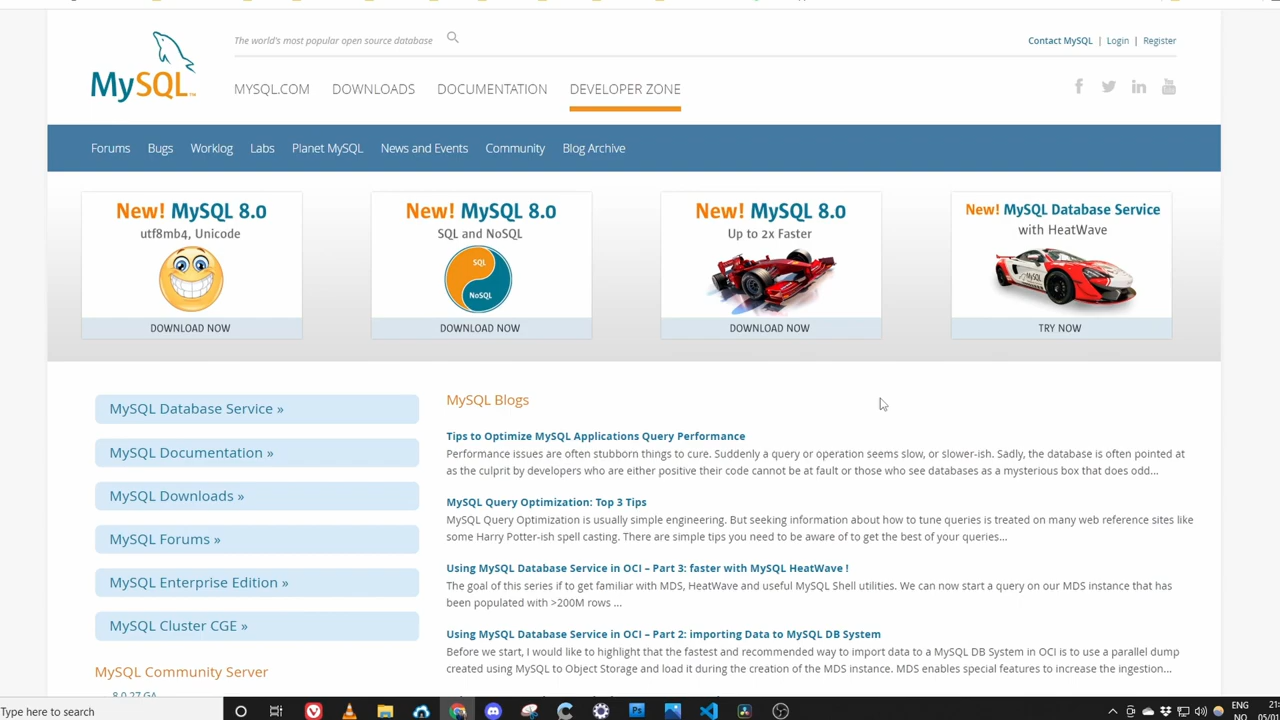 The world's most popular open source database
Contact MySQL | Login | Register
MySQL™
MYSQL.COM DOWNLOADS DOCUMENTATION DEVELOPER ZONE
Forums Bugs Worklog Labs Planet MySQL News and Events Community Blog Archive
New! MySQL 8.0
utf8mb4, Unicode
DOWNLOAD NOW
New! MySQL 8.0
SQL and NoSQL
SQL
NoSQL
DOWNLOAD NOW
New! MySQL 8.0
Up to 2x Faster
DOWNLOAD NOW
New! MySQL Database Service
with HeatWave
MySQL
TRY NOW
MySQL Database Service »
MySQL Documentation »
MySQL Downloads »
MySQL Forums »
MySQL Enterprise Edition »
MySQL Cluster CGE »
MySQL Community Server
8.0.27 GA
MySQL Blogs
Tips to Optimize MySQL Applications Query Performance
Performance issues are often stubborn things to cure. Suddenly a query or operation seems slow, or slower-ish. Sadly, the database is often pointed at
as the culprit by developers who are either positive their code cannot be at fault or those who see databases as a mysterious box that does odd...
MySQL Query Optimization: Top 3 Tips
MySQL Query Optimization is usually simple engineering. But seeking information about how to tune queries is treated on many web reference sites like
some Harry Potter-ish spell casting. There are simple tips you need to be aware of to get the best of your queries...
Using MySQL Database Service in OCI – Part 3: faster with MySQL HeatWave !
The goal of this series if to get familiar with MDS, HeatWave and useful MySQL Shell utilities. We can now start a query on our MDS instance that has
been populated with >200M rows ...
Using MySQL Database Service in OCI – Part 2: importing Data to MySQL DB System
Before we start, I would like to highlight that the fastest and recommended way to import data to a MySQL DB System in OCI is to use a parallel dump
created using MySQL to Object Storage and load it during the creation of the MDS instance. MDS enables special features to increase the ingestion...
Type here to search
Ps
ENG
NO